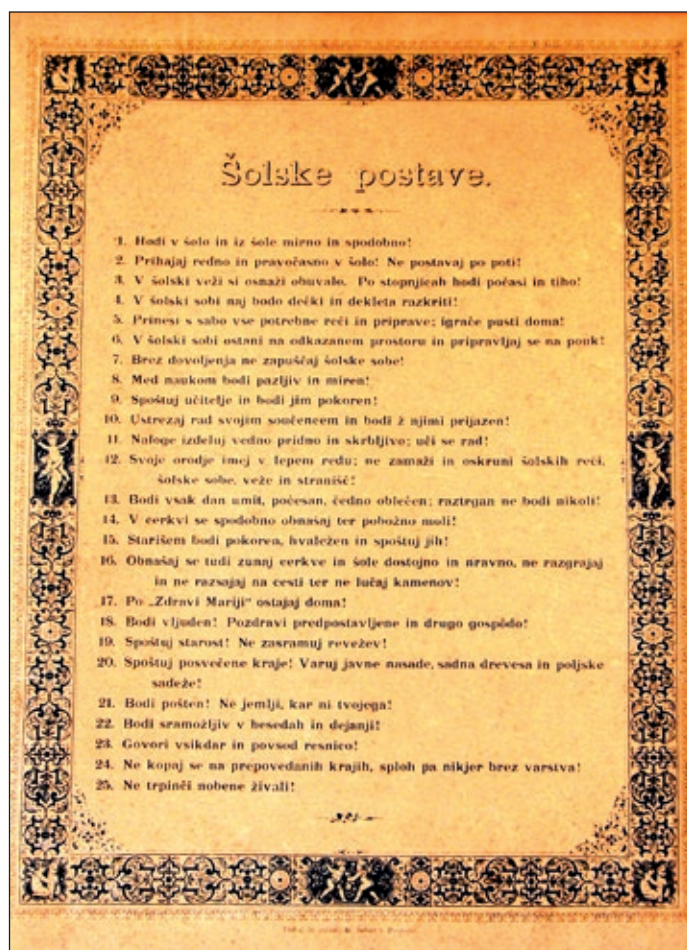 Šolske postave.
1. Hodi v šolo in iz šole mirno in spodobno!
2. Prihajaj redno in pravočasno v šolo! Ne postavaj po poti!
3. V šolski veži si osnaži obuvalo. Po stopnjicah hodi počasi in tiho!
4. V šolski sobi naj bodo dečki in dekleta razkriti!
5. Prinesi s sabo vse potrebne reči in priprave; igrače pusti doma!
6. V šolski sobi ostani na odkazanem prostoru in pripravljaj se na pouk!
7. Brez dovoljenja ne zapuščaj šolske sobe!
8. Med naukom bodi pazljiv in miren!
9. Spoštuj učitelje in bodi jim pokoren!
10. Ustrezaj rad svojim součencem in bodi ž njimi prijazen!
11. Naloge izdeluj vedno pridno in skrbljivo; uči se rad!
12. Svoje orodje imej v lepem redu; ne zamaži in oskruni šolskih reči,
šolske sobe, veže in stranišč!
13. Bodi vsak dan umit, počesan, čedno oblečen; raztrgan ne bodi nikoli!
14. V cerkvi se spodobno obnašaj ter pobožno moli!
15. Starišem bodi pokoren, hvaležen in spoštuj jih!
16. Obnašaj se tudi zunaj cerkve in šole dostojno in nravno, ne razgrajaj
in ne razsajaj na cesti ter ne lučaj kamenov!
17. Po „Zdravi Mariji“ ostajaj doma!
18. Bodi vljuden! Pozdravi predpostavljene in drugo gospôdo!
19. Spoštuj starost! Ne zasramuj revežev!
20. Spoštuj posvečene kraje! Varuj javne nasade, sadna drevesa in poljske
sadeže!
21. Bodi pošten! Ne jemlji, kar ni tvojega!
22. Bodi sramožljiv v besedah in dejanji!
23. Govori vsikdar in povsod resnico!
24. Ne kopaj se na prepovedanih krajih, sploh pa nikjer brez varstva!
25. Ne trpinči nobene živali!